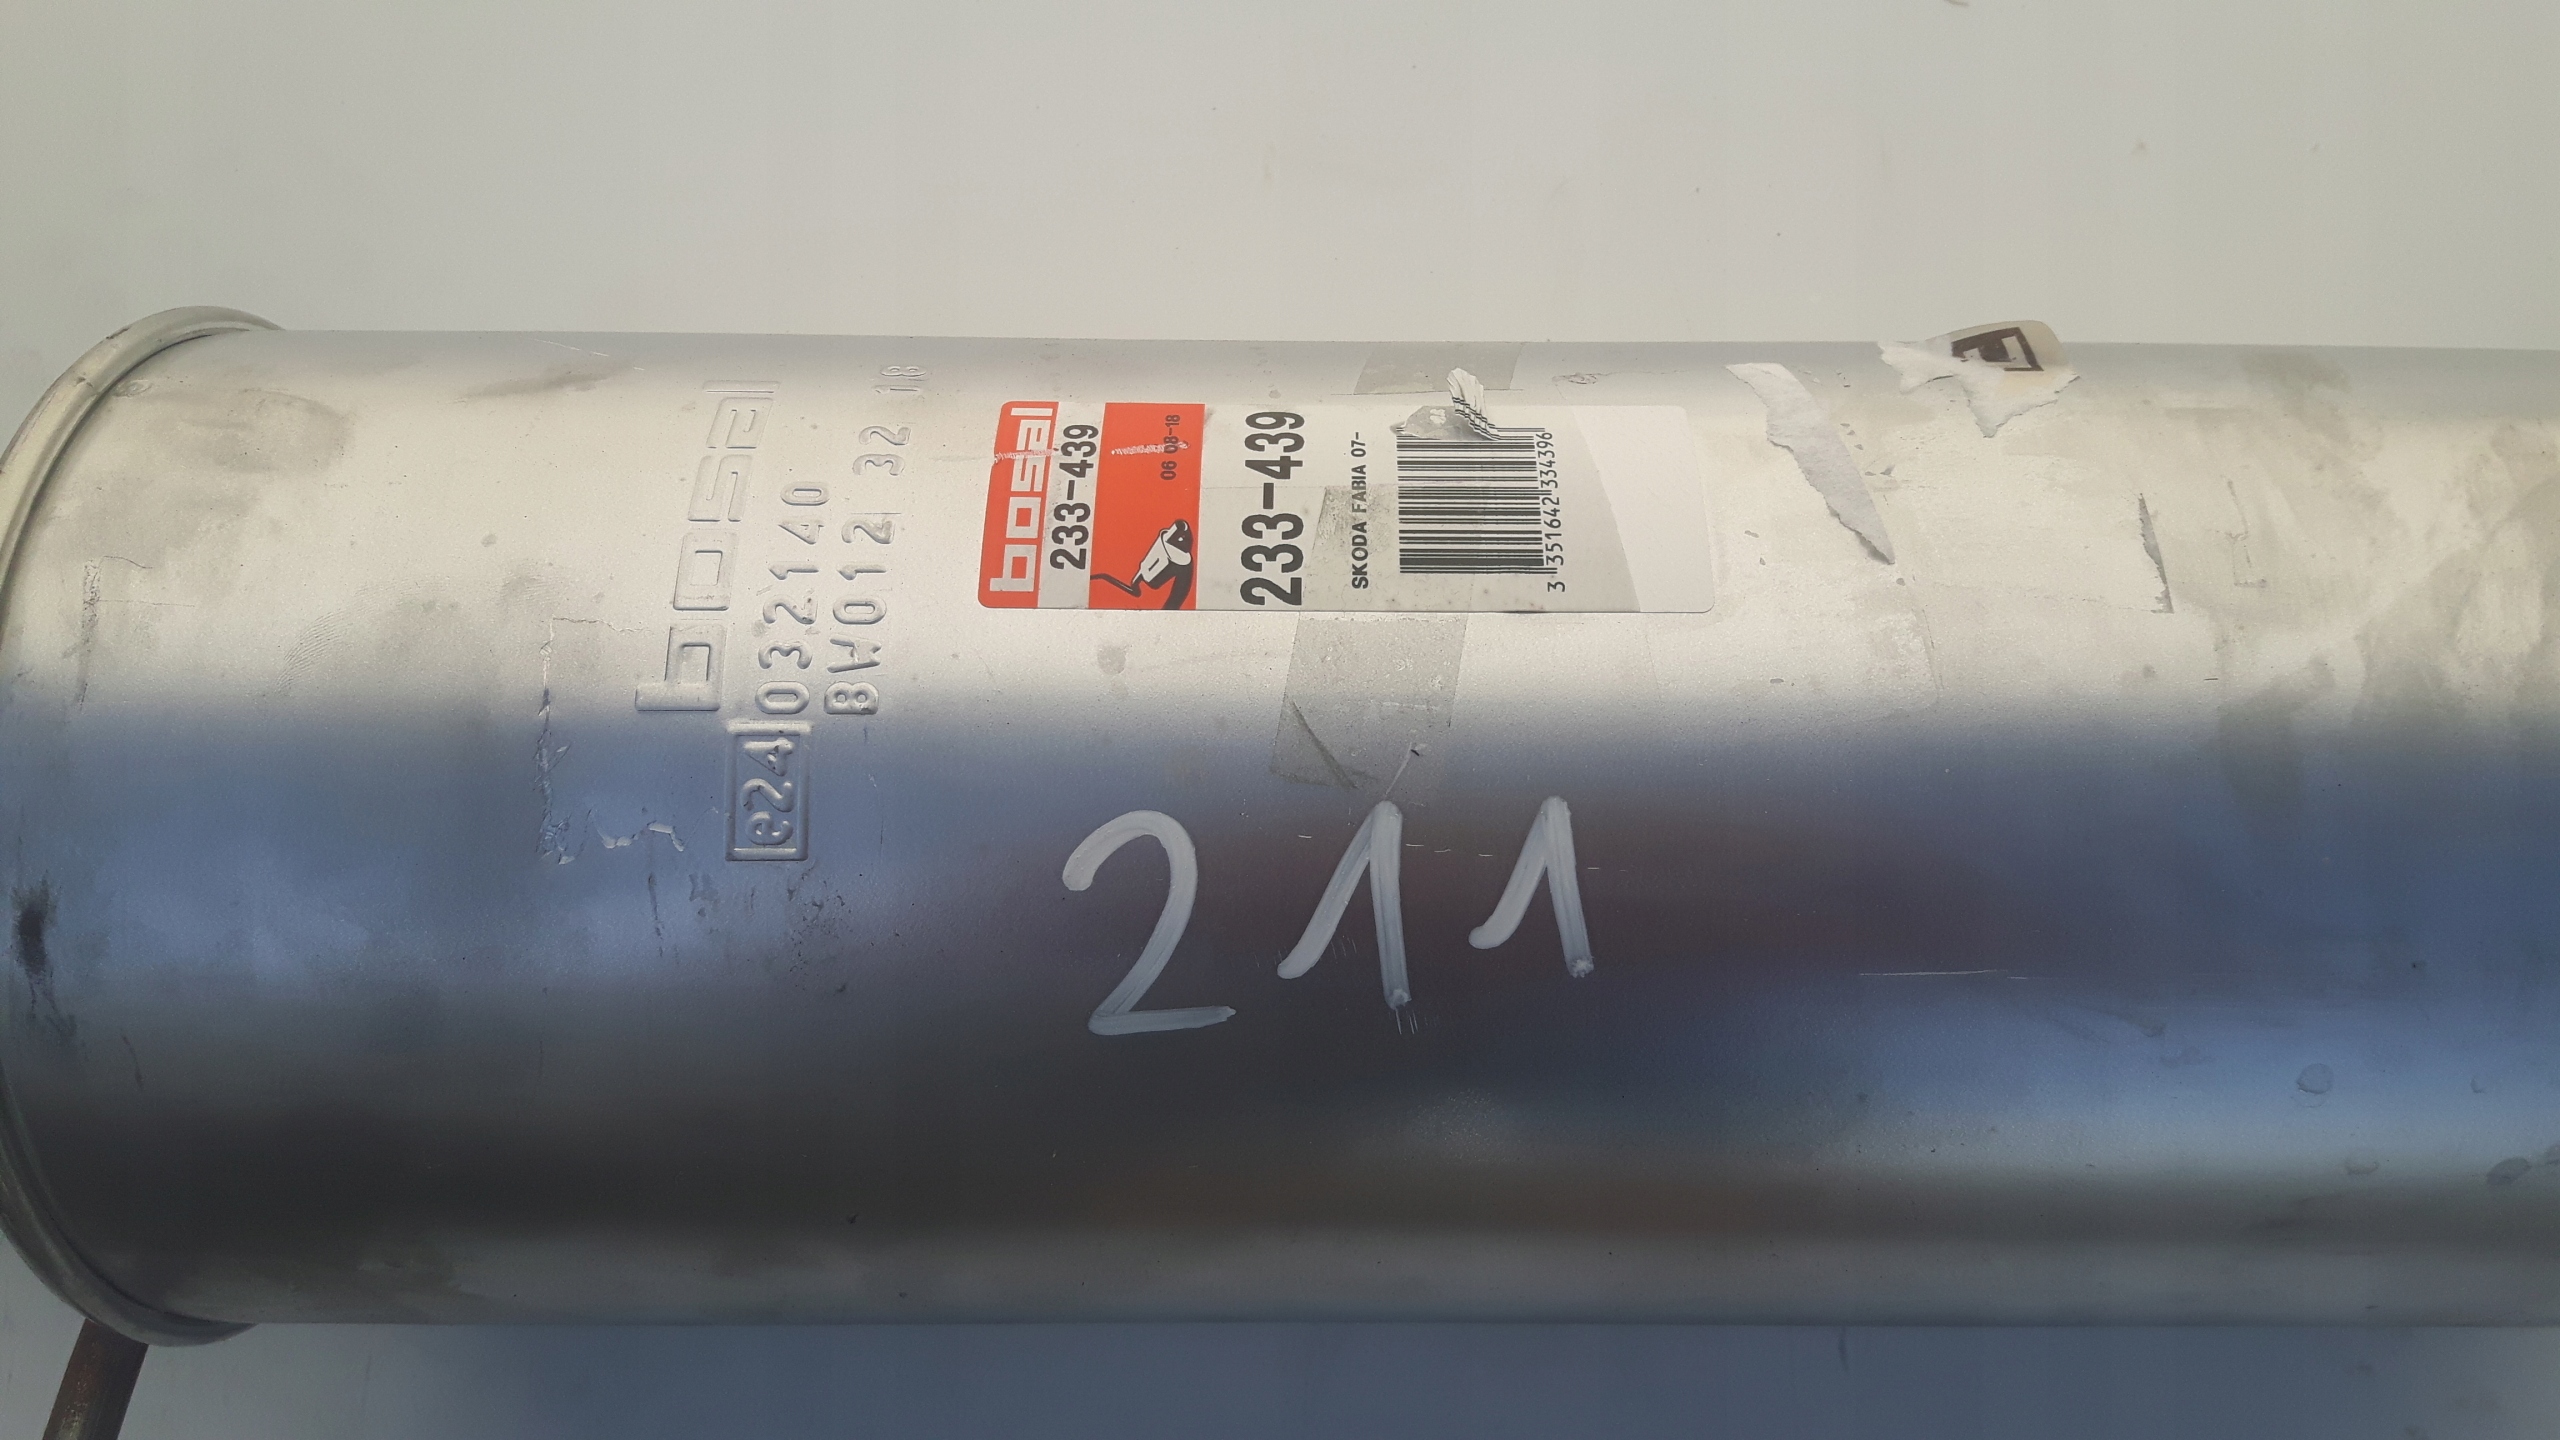 bosal
e24 032140
BW012 32 18
bosal
233-439
06 08-18
233-439
SKODA FABIA 07-
3 351642 334396
211